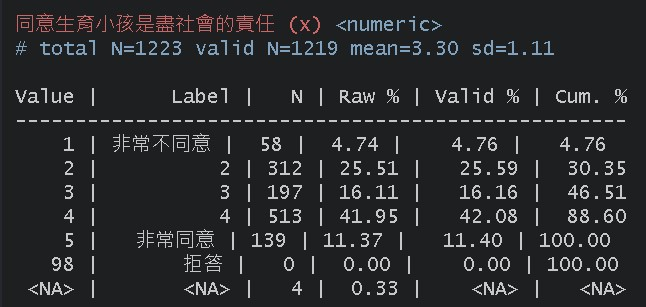 同意生育小孩是盡社會的責任 (x) <numeric>
# total N=1223 valid N=1219 mean=3.30 sd=1.11
Value | Label | N | Raw % | Valid % | Cum. %
-----------------------------------------------------------
1 | 非常不同意 | 58 | 4.74 | 4.76 | 4.76
2 | 2 | 312 | 25.51 | 25.59 | 30.35
3 | 3 | 197 | 16.11 | 16.16 | 46.51
4 | 4 | 513 | 41.95 | 42.08 | 88.60
5 | 非常同意 | 139 | 11.37 | 11.40 | 100.00
98 | 拒答 | 0 | 0.00 | 0.00 | 100.00
<NA> | <NA> | 4 | 0.33 | <NA> | <NA>